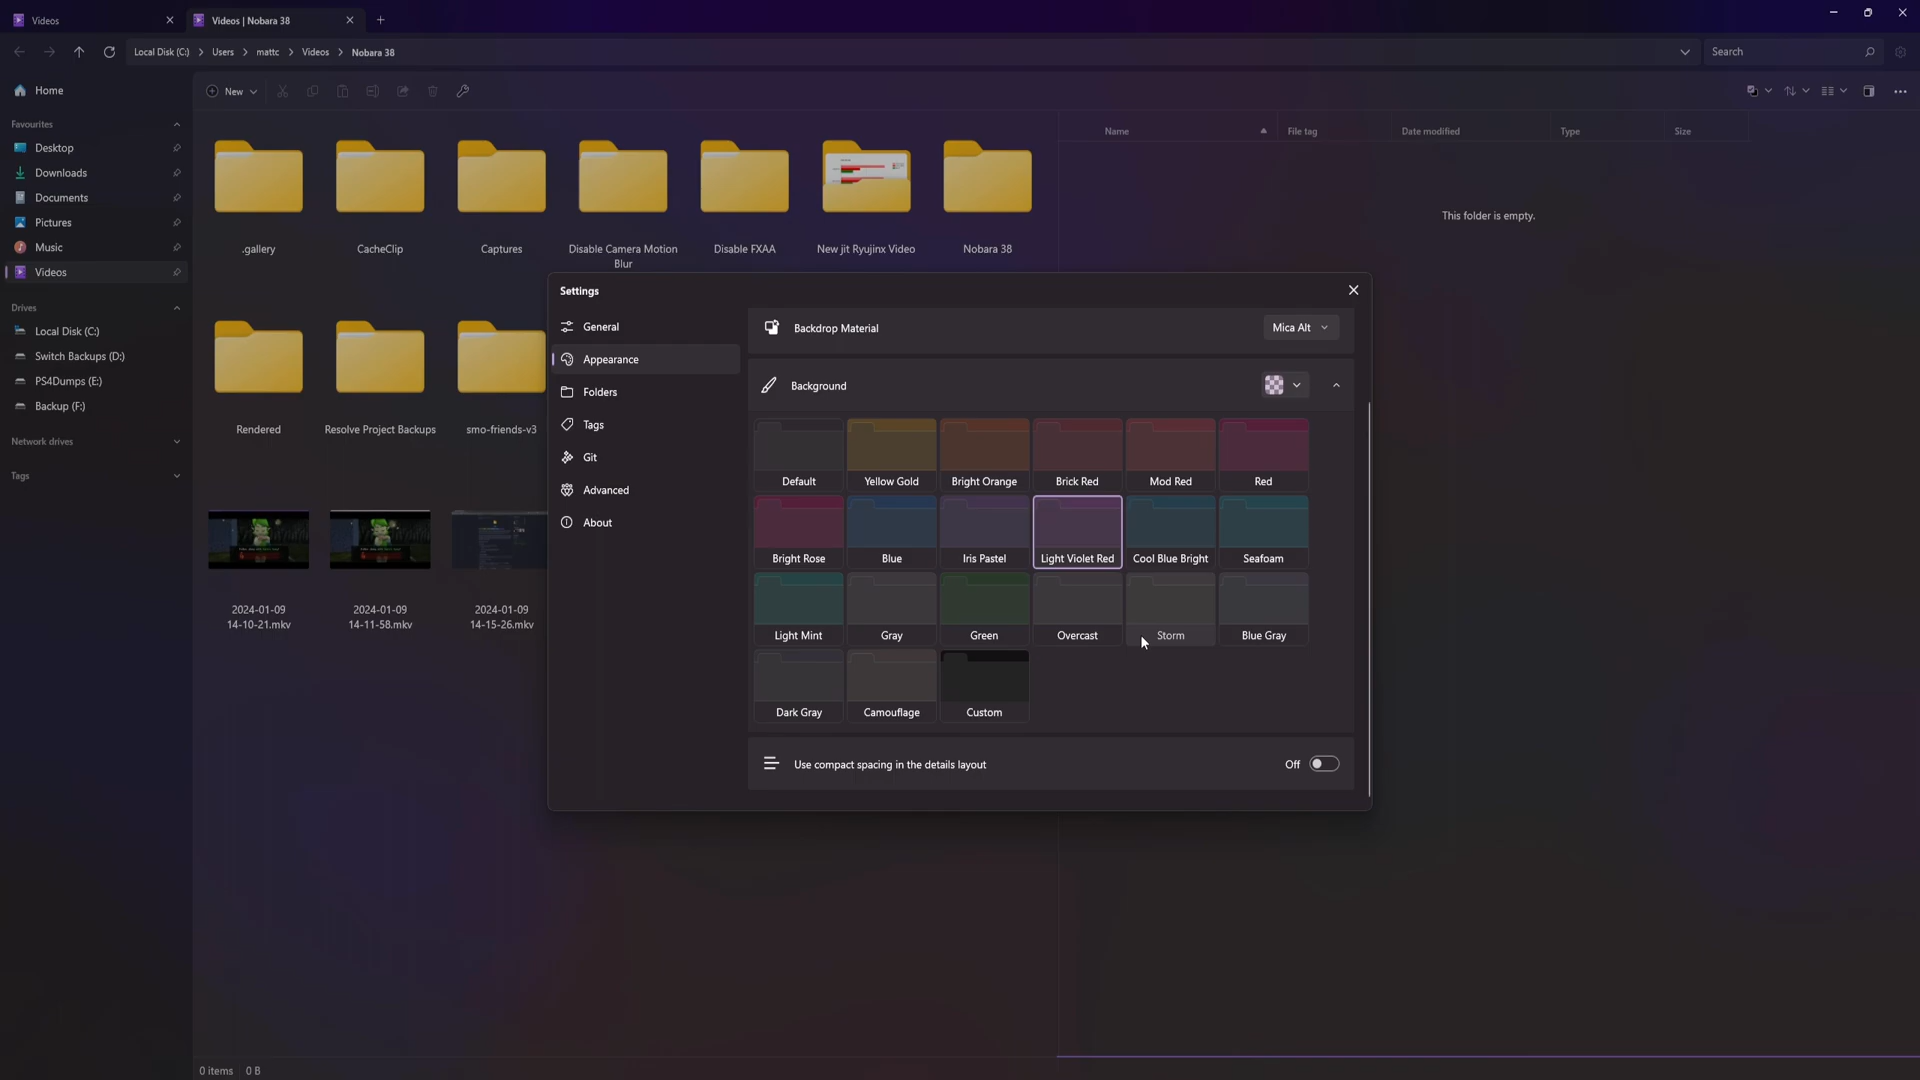 Videos
Videos | Nobara 38
Local Disk (C:) > Users > mattc > Videos > Nobara 38
Search
Home
New
Favourites
Desktop
Downloads
Documents
Pictures
Music
Videos
Drives
Local Disk (C:)
Switch Backups (D:)
PS4Dumps (E:)
Backup (F:)
Network drives
Tags
.gallery
CacheClip
Captures
Disable Camera Motion
Blur
Disable FXAA
New jit Ryujinx Video
Nobara 38
Rendered
Resolve Project Backups
smo-friends-v3
2024-01-09
14-10-21.mkv
2024-01-09
14-11-58.mkv
2024-01-09
14-15-26.mkv
Name
File tag
Date modified
Type
Size
This folder is empty.
Settings
General
Appearance
Folders
Tags
Git
Advanced
About
Backdrop Material
Mica Alt
Background
Default
Yellow Gold
Bright Orange
Brick Red
Mod Red
Red
Bright Rose
Blue
Iris Pastel
Light Violet Red
Cool Blue Bright
Seafoam
Light Mint
Gray
Green
Overcast
Storm
Blue Gray
Dark Gray
Camouflage
Custom
Use compact spacing in the details layout
Off
0 items
0 B